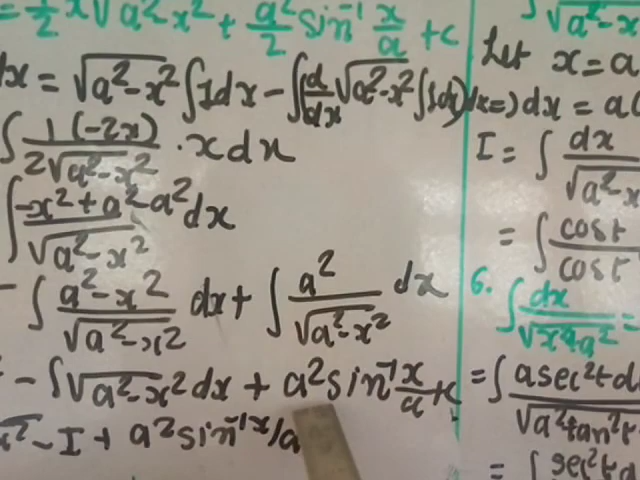 = 1/2 x √a² x² + a²/2 sin⁻¹ x/a + c
dx = √a²-x² ∫1dx - ∫(d/dx √a²-x² ∫1dx)dx
∫ 1(-2x)/2√a²-x² · x dx
∫ -x²+a²-a²/√a²-x² dx
- ∫ a²-x²/√a²-x² dx + ∫ a²/√a²-x² dx
- ∫√a²-x² dx + a² sin⁻¹ x/a + c
- I + a² sin⁻¹ x/a
√a²-x
Let x = a
=> dx = a
I = ∫ dx/√a²-x
= ∫ cost/cost
6. ∫ dx/√x²+a² =
= ∫ a sec²t d/√a²tan²t
= ∫ sec²t